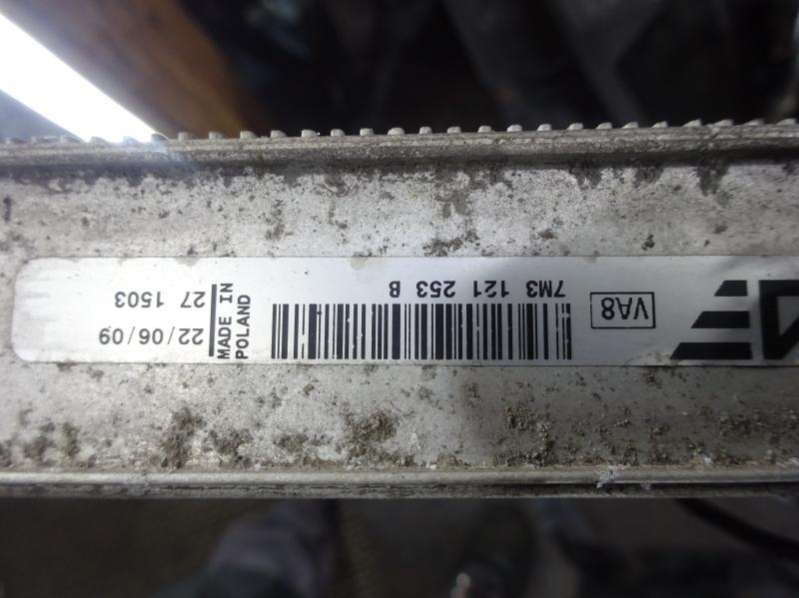 VA8
7M3 121 253 B
MADE IN
POLAND
22/06/09
27 1503